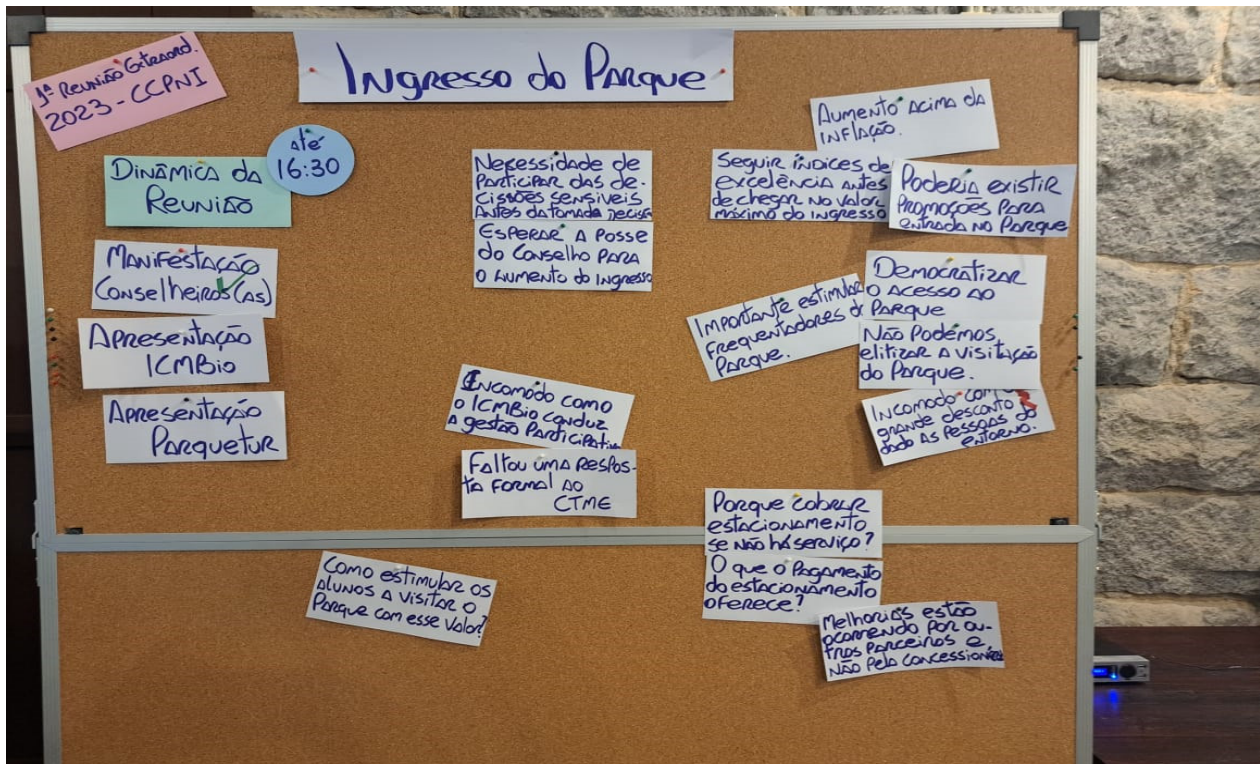 1ª Reunião Extraord.
2023 - CCPNI
Ingresso do Parque
até
16:30
Dinâmica da
Reunião
Manifestação
Conselheiros(as)
Apresentação
ICMBio
Apresentação
Parquetur
Necessidade de
Participar das de-
cisões sensíveis
antes da tomada
Esperar a posse
do Conselho para
o aumento do ingresso
Incomodo como
o ICMBio conduz
a gestão Participativa
Faltou uma respos-
ta formal ao
CTME
Como estimular os
alunos a visitar o
Parque com esse valor?
Aumento acima da
inflação.
Seguir índices de
excelência antes
de chegar no valor
máximo do ingresso
Poderia existir
promoções para
entrada no Parque
Importante estimular
frequentadores do
Parque.
Democratizar
o acesso ao
Parque
Não podemos
elitizar a visitação
do Parque.
Incomodo com o
grande desconto
dado as pessoas do
entorno.
Porque cobrar
estacionamento
se não há serviço?
O que o pagamento
do estacionamento
oferece?
Melhorias estão
ocorrendo por ou-
tros parceiros e
não pela concessionária